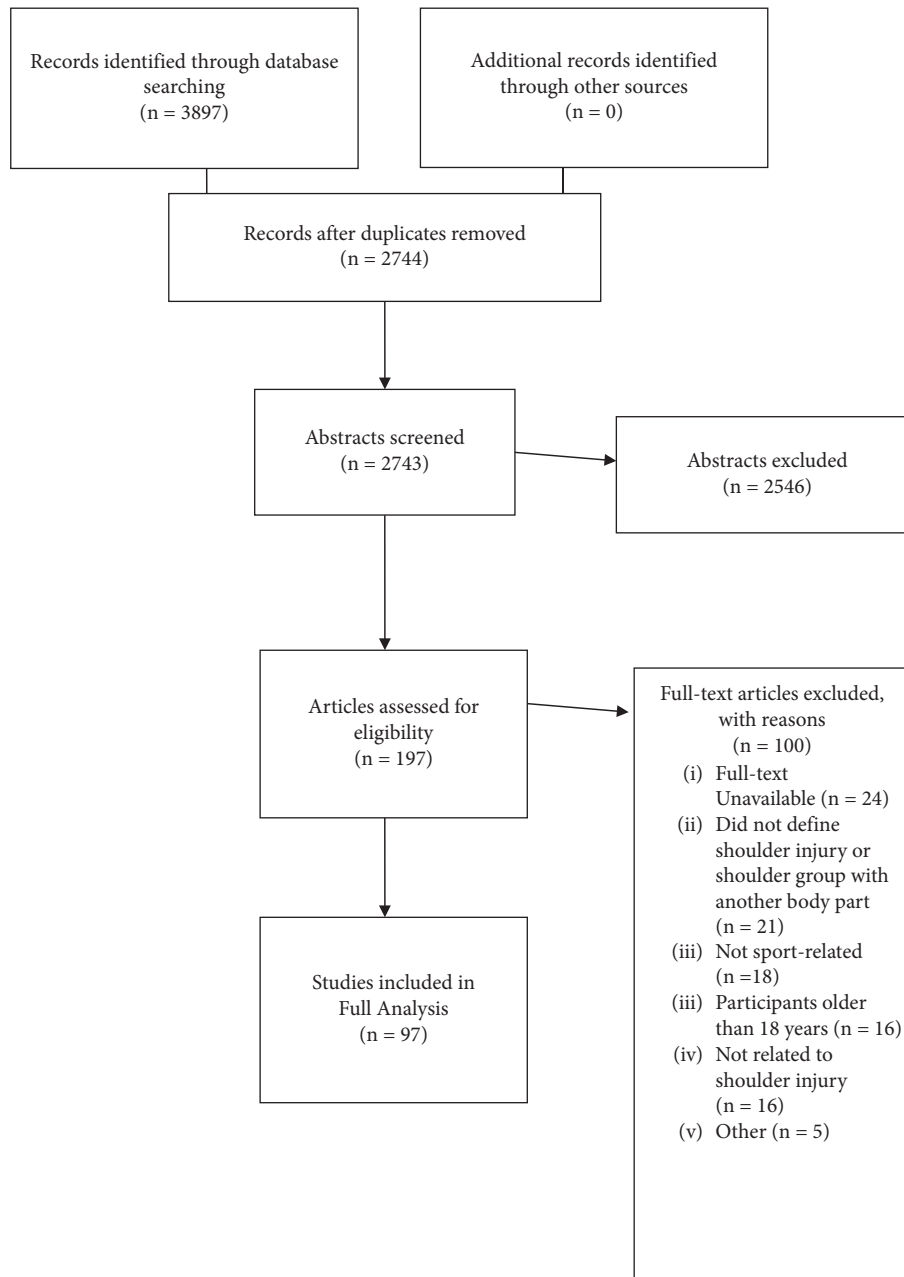 Records identified through database
searching
(n = 3897)
Additional records identified
through other sources
(n = 0)
Records after duplicates removed
(n = 2744)
Abstracts screened
(n = 2743)
Abstracts excluded
(n = 2546)
Articles assessed for
eligibility
(n = 197)
Full-text articles excluded,
with reasons
(n = 100)
(i) Full-text
Unavailable (n = 24)
(ii) Did not define
shoulder injury or
shoulder group with
another body part
(n = 21)
(iii) Not sport-related
(n =18)
(iii) Participants older
than 18 years (n = 16)
(iv) Not related to
shoulder injury
(n = 16)
(v) Other (n = 5)
Studies included in
Full Analysis
(n = 97)